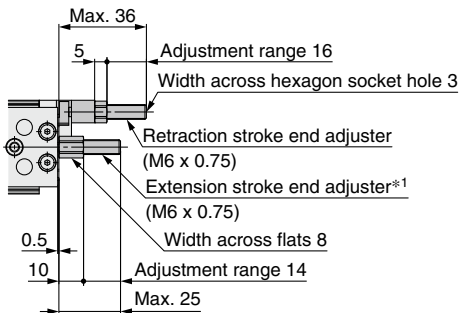 Max. 36
5
Adjustment range 16
Width across hexagon socket hole 3
Retraction stroke end adjuster
(M6 x 0.75)
Extension stroke end adjuster*1
(M6 x 0.75)
0.5
Width across flats 8
10
Adjustment range 14
Max. 25